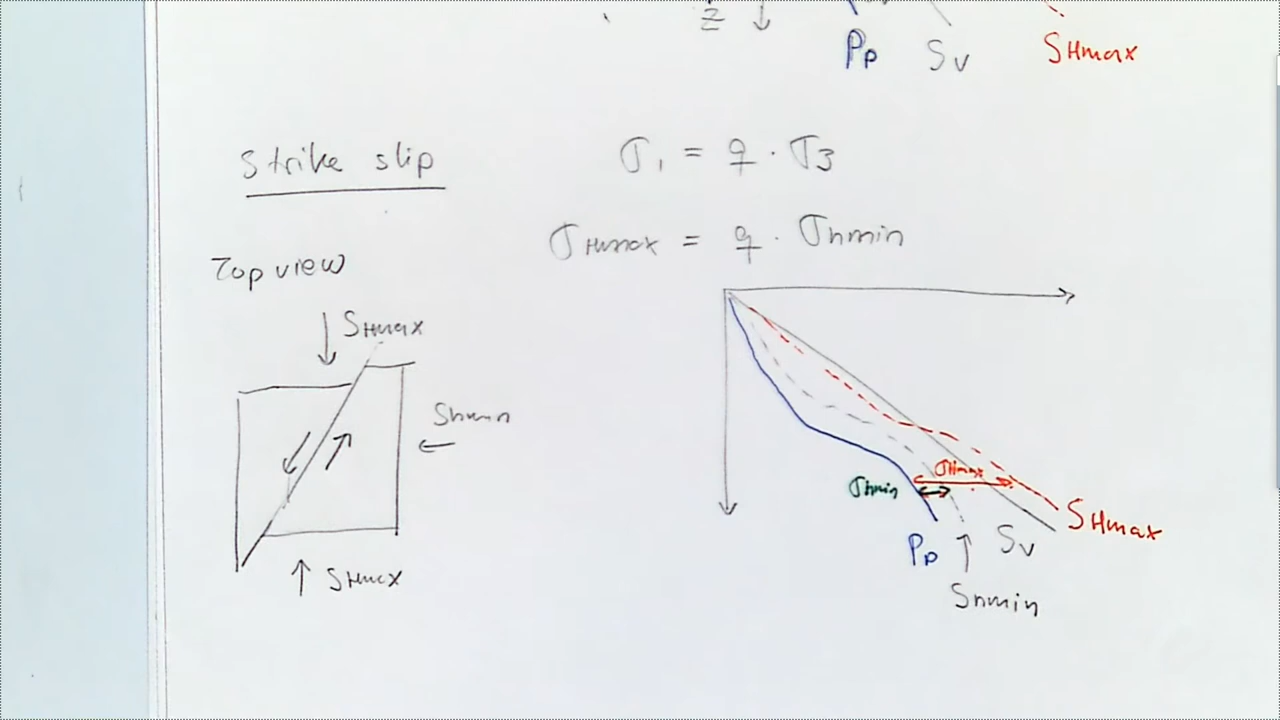 z
Pp Sv SHmax
Strike slip
σ1 = q · σ3
σHmax = q · σhmin
Top view
SHmax
Shmin
SHmax
σHmax
σhmin
SHmax
Pp Sv
Shmin